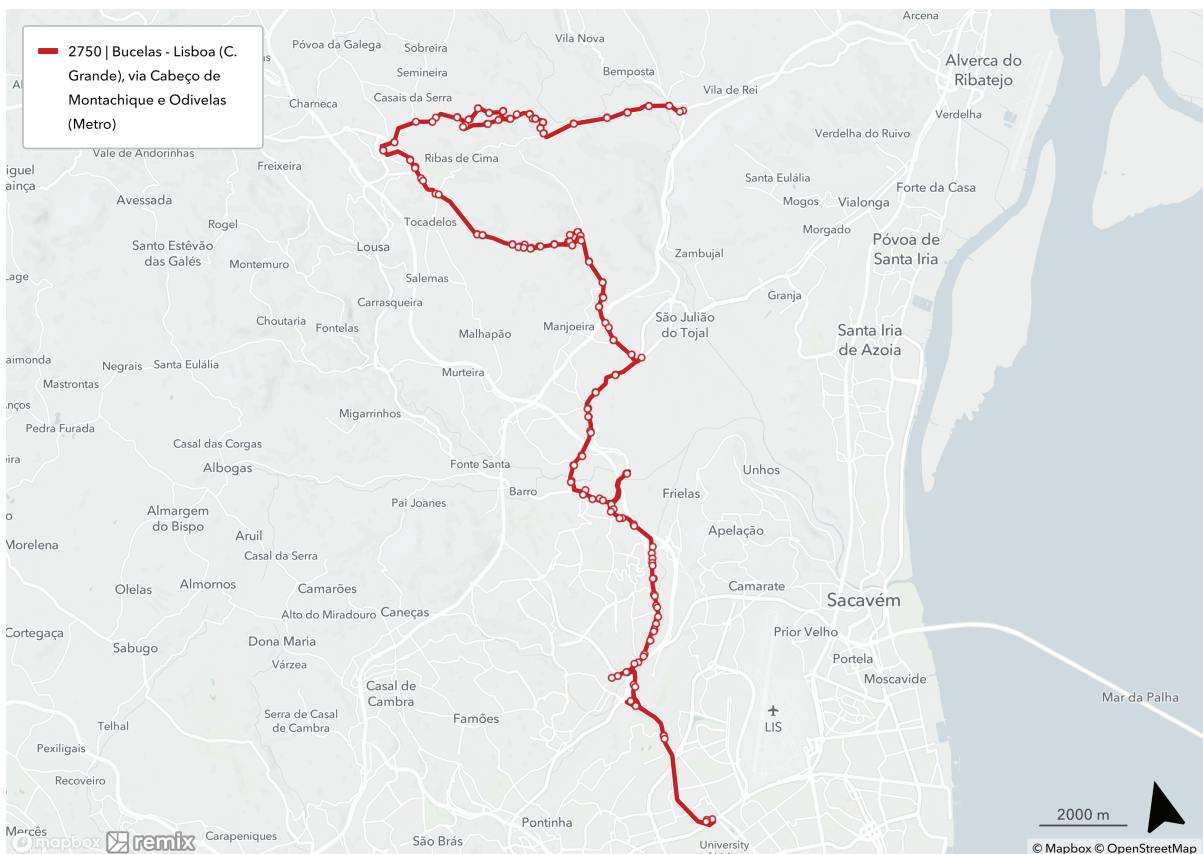 2750 | Bucelas - Lisboa (C.
Grande), via Cabeço de
Montachique e Odivelas
(Metro)
Arcena
Póvoa da Galega
Sobreira
Vila Nova
Alverca do
Ribatejo
Semineira
Bemposta
Vila de Rei
Charneca
Casais da Serra
Verdelha
Verdelha do Ruivo
Vale de Andorinhas
Freixeira
Ribas de Cima
Santa Eulália
Forte da Casa
Avessada
Mogos
Vialonga
Rogel
Tocadelos
Morgado
Santo Estêvão
das Galés
Lousa
Zambujal
Póvoa de
Santa Iria
Montemuro
Salemas
Carrasqueira
Granja
Choutaria
Fontelas
Malhapão
Manjoeira
São Julião
do Tojal
Santa Iria
de Azoia
Negrais
Santa Eulália
Murteira
Mastrontas
Migarrinhos
Pedra Furada
Casal das Corgas
Albogas
Fonte Santa
Unhos
Barro
Frielas
Pai Joanes
Almargem
do Bispo
Apelação
Aruil
Morelena
Casal da Serra
Olelas
Almornos
Camarões
Camarate
Sacavém
Alto do Miradouro
Caneças
Cortegaça
Sabugo
Dona Maria
Prior Velho
Várzea
Portela
Moscavide
Casal de
Cambra
Mar da Palha
Serra de Casal
de Cambra
Famões
Telhal
LIS
Pexiligais
Recoveiro
2000 m
Pontinha
Mercês
Carapeniques
São Brás
University
mapbox
remix
© Mapbox © OpenStreetMap